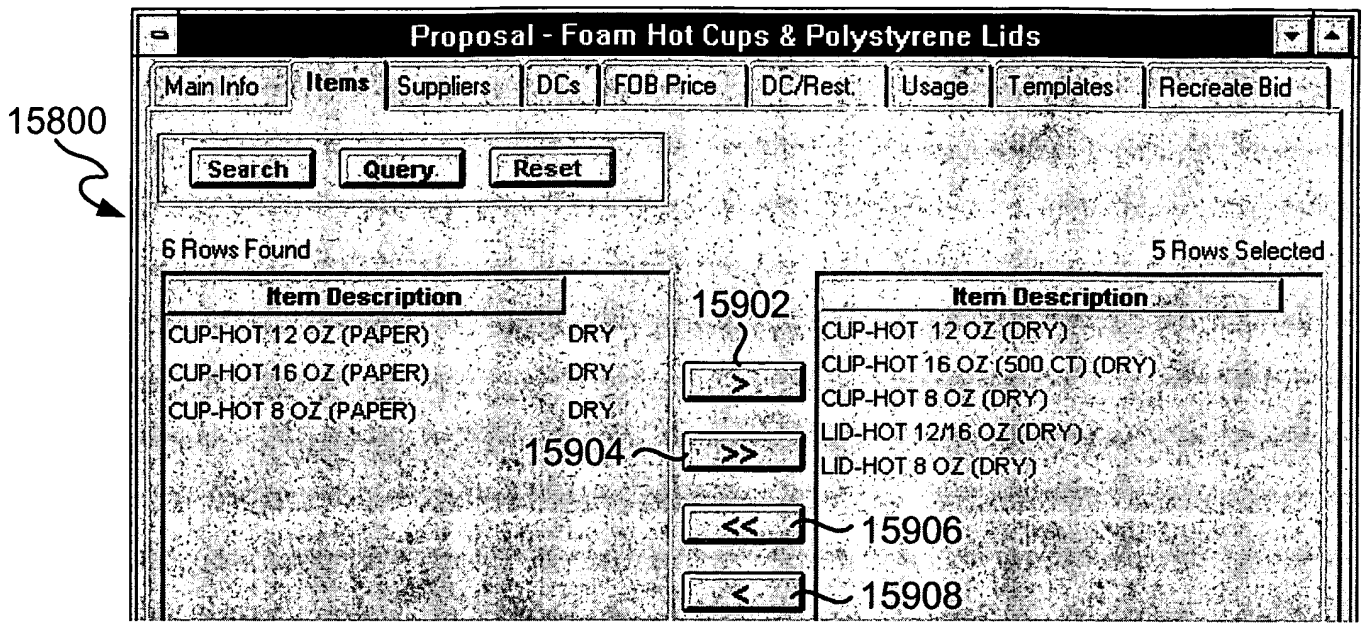 Proposal - Foam Hot Cups & Polystyrene Lids
Main Info Items Suppliers DCs FOB Price DC/Rest. Usage Templates Recreate Bid
15800
Search Query Reset
6 Rows Found
5 Rows Selected
Item Description
CUP-HOT 12 OZ (PAPER) DRY
CUP-HOT 16 OZ (PAPER) DRY
CUP-HOT 8 OZ (PAPER) DRY
15902
>
15904
>>
<<
15906
<
15908
Item Description
CUP-HOT 12 OZ (DRY)
CUP-HOT 16 OZ (500 CT) (DRY)
CUP-HOT 8 OZ (DRY)
LID-HOT 12/16 OZ (DRY)
LID-HOT 8 OZ (DRY)